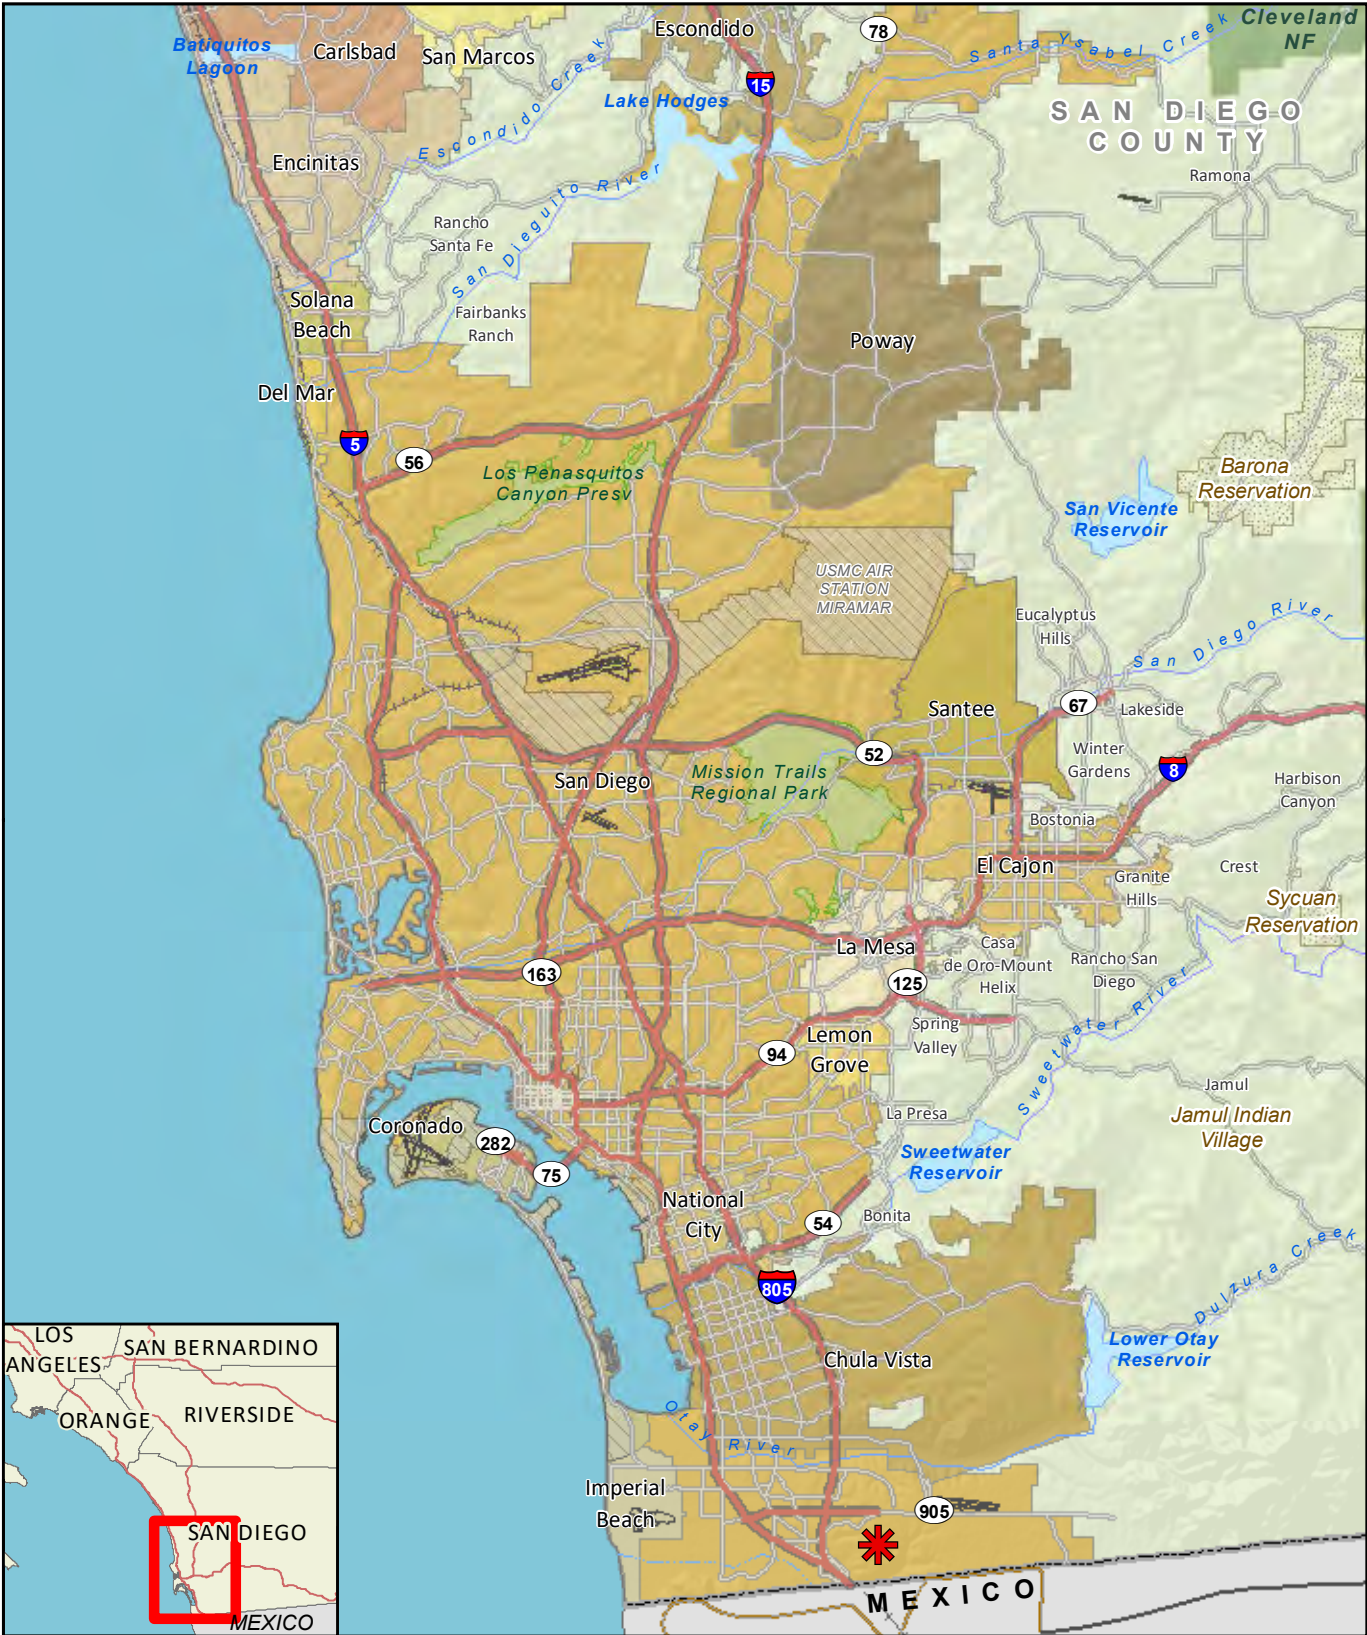 Batiquitos
Lagoon
Carlsbad
San Marcos
Escondido
78
Santa Ysabel Creek
Cleveland
NF
15
Escondido Creek
Lake Hodges
SAN DIEGO
COUNTY
Encinitas
San Dieguito River
Ramona
Rancho
Santa Fe
Solana
Beach
Fairbanks
Ranch
Poway
Del Mar
5
56
Los Penasquitos
Canyon Presv
Barona
Reservation
San Vicente
Reservoir
USMC AIR
STATION
MIRAMAR
Eucalyptus
Hills
San Diego River
Santee
67
Lakeside
52
Winter
Gardens
8
San Diego
Mission Trails
Regional Park
Harbison
Canyon
Bostonia
El Cajon
Granite
Hills
Crest
Sycuan
Reservation
La Mesa
Casa
de Oro-Mount
Helix
Rancho San
Diego
163
125
Spring
Valley
Sweetwater River
Lemon
Grove
94
Jamul
La Presa
Jamul Indian
Village
Coronado
282
75
Sweetwater
Reservoir
National
City
54
Bonita
Dulzura Creek
805
Lower Otay
Reservoir
Chula Vista
Otay River
Imperial
Beach
905
MEXICO
LOS
ANGELES
SAN BERNARDINO
ORANGE
RIVERSIDE
SAN DIEGO
MEXICO